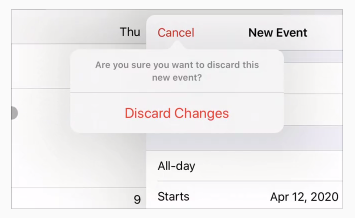 Thu
Cancel New Event
Are you sure you want to discard this
new event?
Discard Changes
All-day
9
Starts Apr 12, 2020